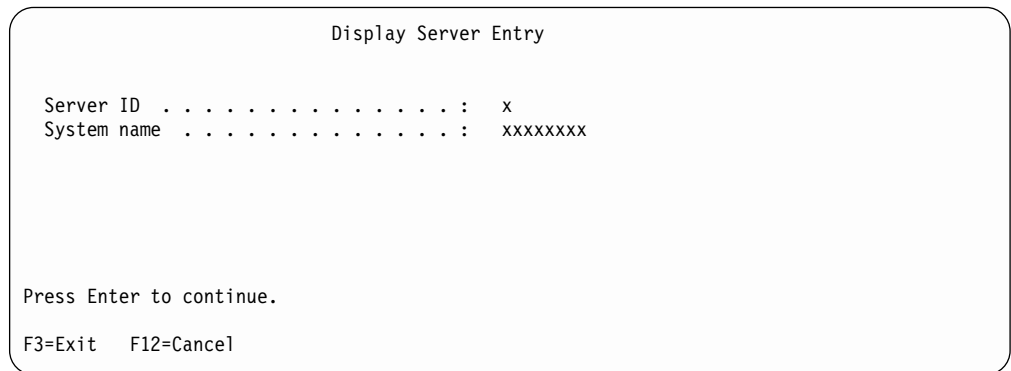 Display Server Entry
Server ID . . . . . . . . . . . . . . : x
System name . . . . . . . . . . . . . : xxxxxxxx
Press Enter to continue.
F3=Exit F12=Cancel